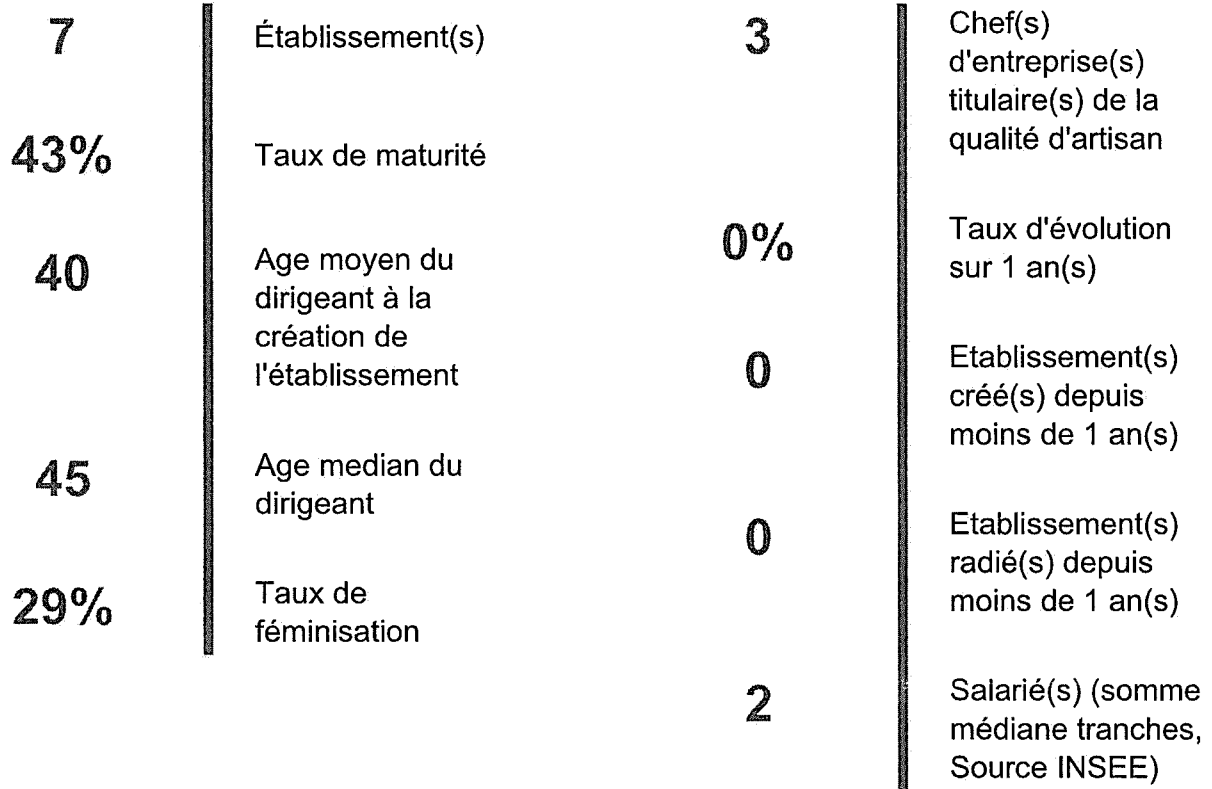 7
Établissement(s)
43%
Taux de maturité
40
Age moyen du
dirigeant à la
création de
l'établissement
45
Age median du
dirigeant
29%
Taux de
féminisation
3
Chef(s)
d'entreprise(s)
titulaire(s) de la
qualité d'artisan
0%
Taux d'évolution
sur 1 an(s)
0
Etablissement(s)
créé(s) depuis
moins de 1 an(s)
0
Etablissement(s)
radié(s) depuis
moins de 1 an(s)
2
Salarié(s) (somme
médiane tranches,
Source INSEE)